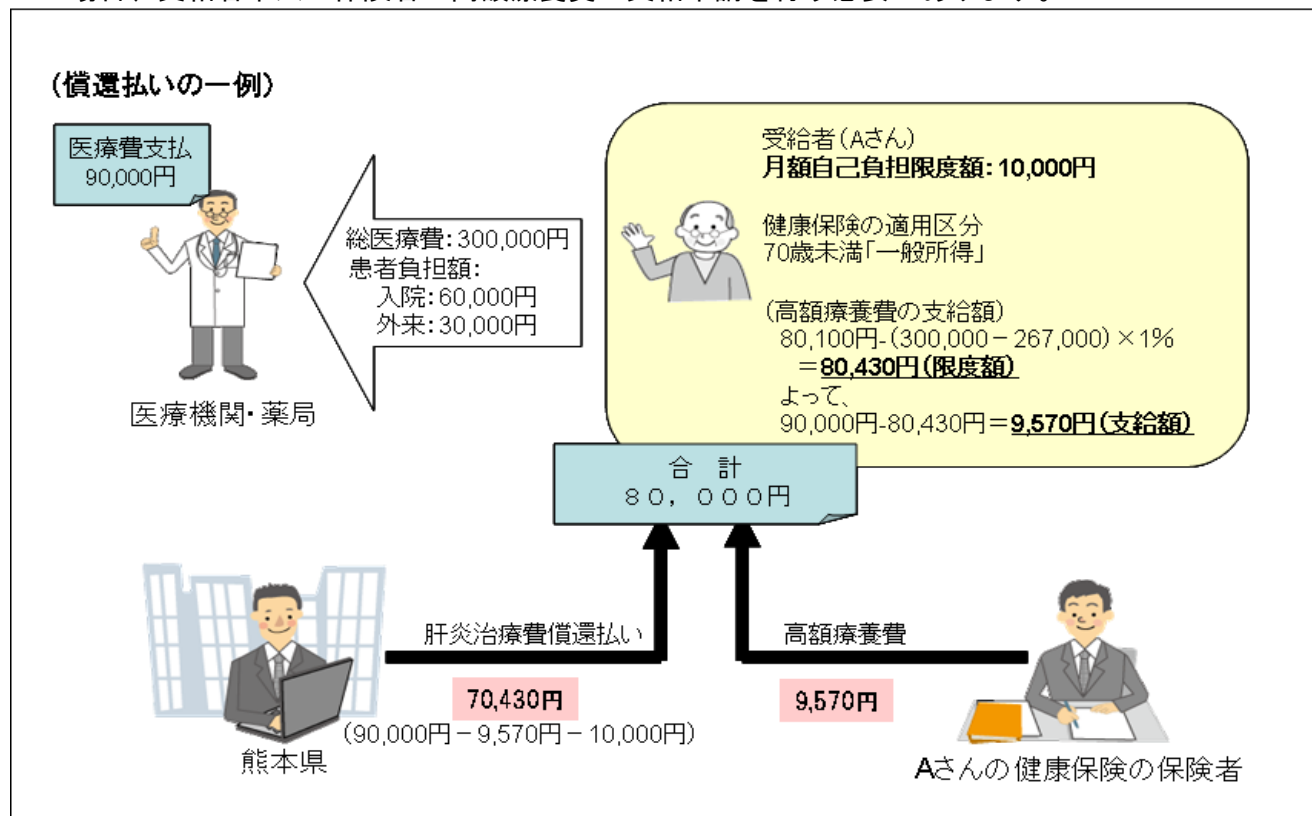 (償還払いの一例)
医療費支払
90,000円
医療機関・薬局
総医療費：300,000円
患者負担額：
入院：60,000円
外来：30,000円
受給者(Aさん)
月額自己負担限度額：10,000円
健康保険の適用区分
70歳未満「一般所得」
(高額療養費の支給額)
80,100円-(300,000－267,000)×1％
＝80,430円(限度額)
よって、
90,000円-80,430円＝9,570円(支給額)
合　計
８０，０００円
肝炎治療費償還払い
70,430円
(90,000円－9,570円－10,000円)
熊本県
高額療養費
9,570円
Aさんの健康保険の保険者